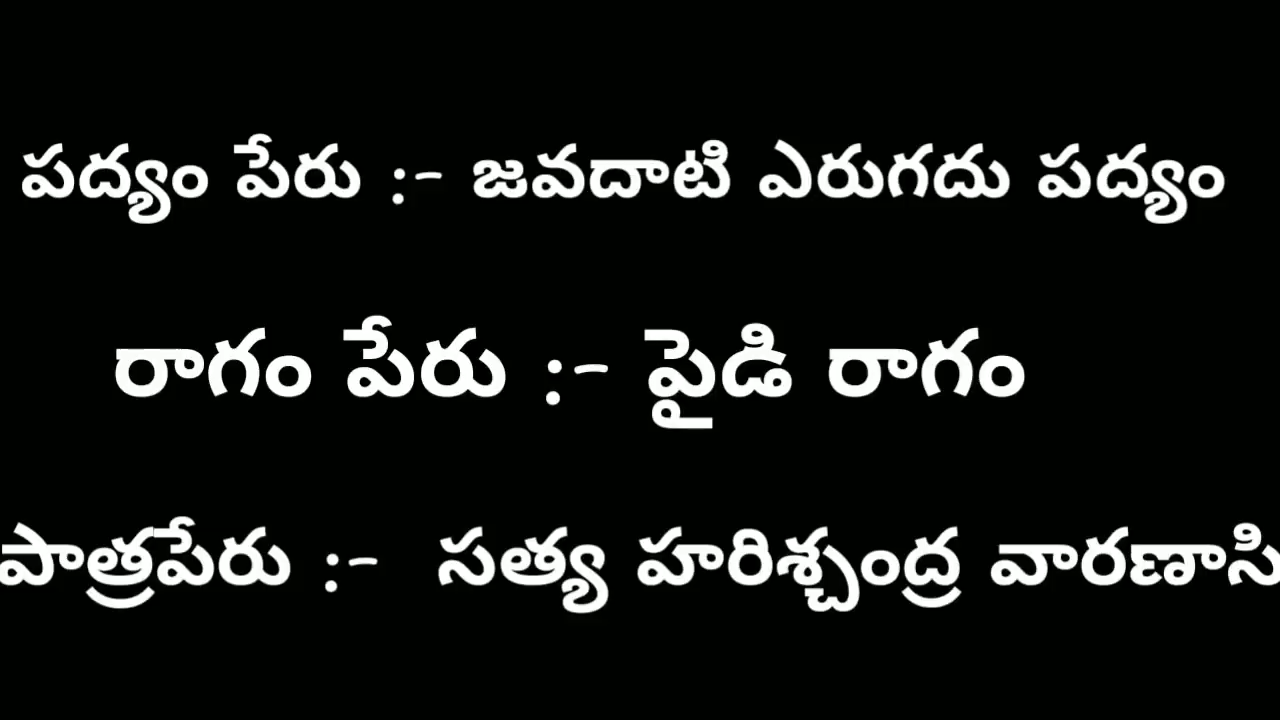 పద్యం పేరు :- జవదాటి ఎరుగదు పద్యం
రాగం పేరు :- పైడి రాగం
పాత్రపేరు :- సత్య హరిశ్చంద్ర వారణాసి